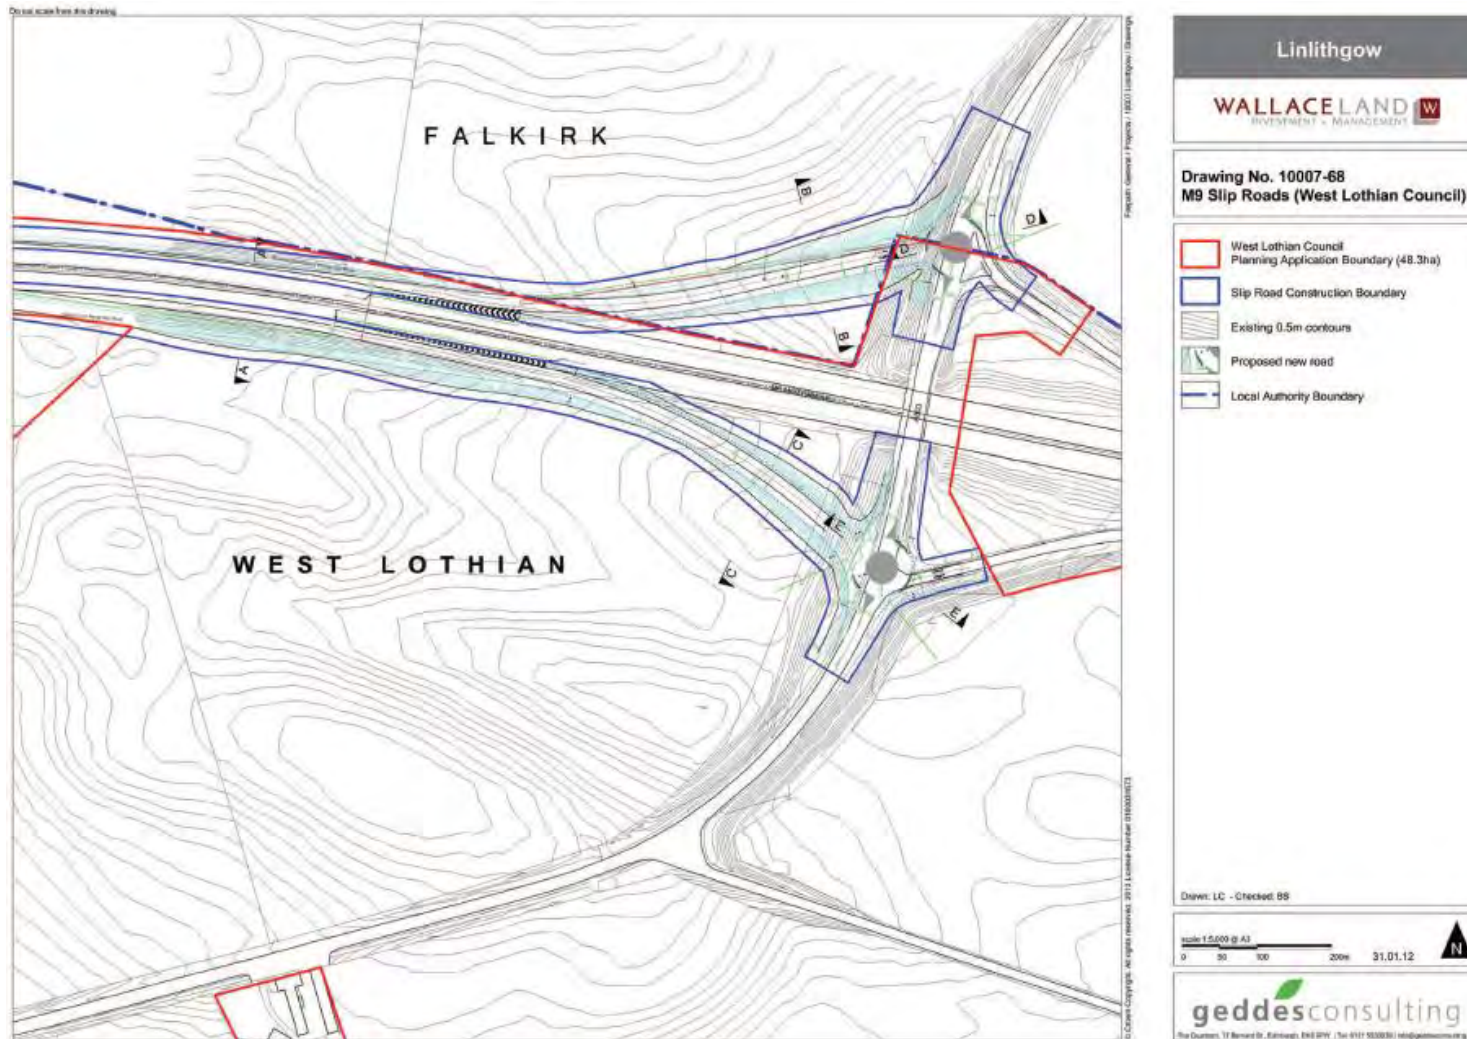 Do not scale from this drawing
FALKIRK
WEST LOTHIAN
A
A
B
B
C
C
D
D
E
E
Linlithgow
WALLACELAND W
INVESTMENT + MANAGEMENT
Drawing No. 10007-68
M9 Slip Roads (West Lothian Council)
West Lothian Council
Planning Application Boundary (48.3ha)
Slip Road Construction Boundary
Existing 0.5m contours
Proposed new road
Local Authority Boundary
Drawn: LC - Checked: BS
scale 1:5,000 @ A3
0 50 100 200m
31.01.12
N
geddesconsulting